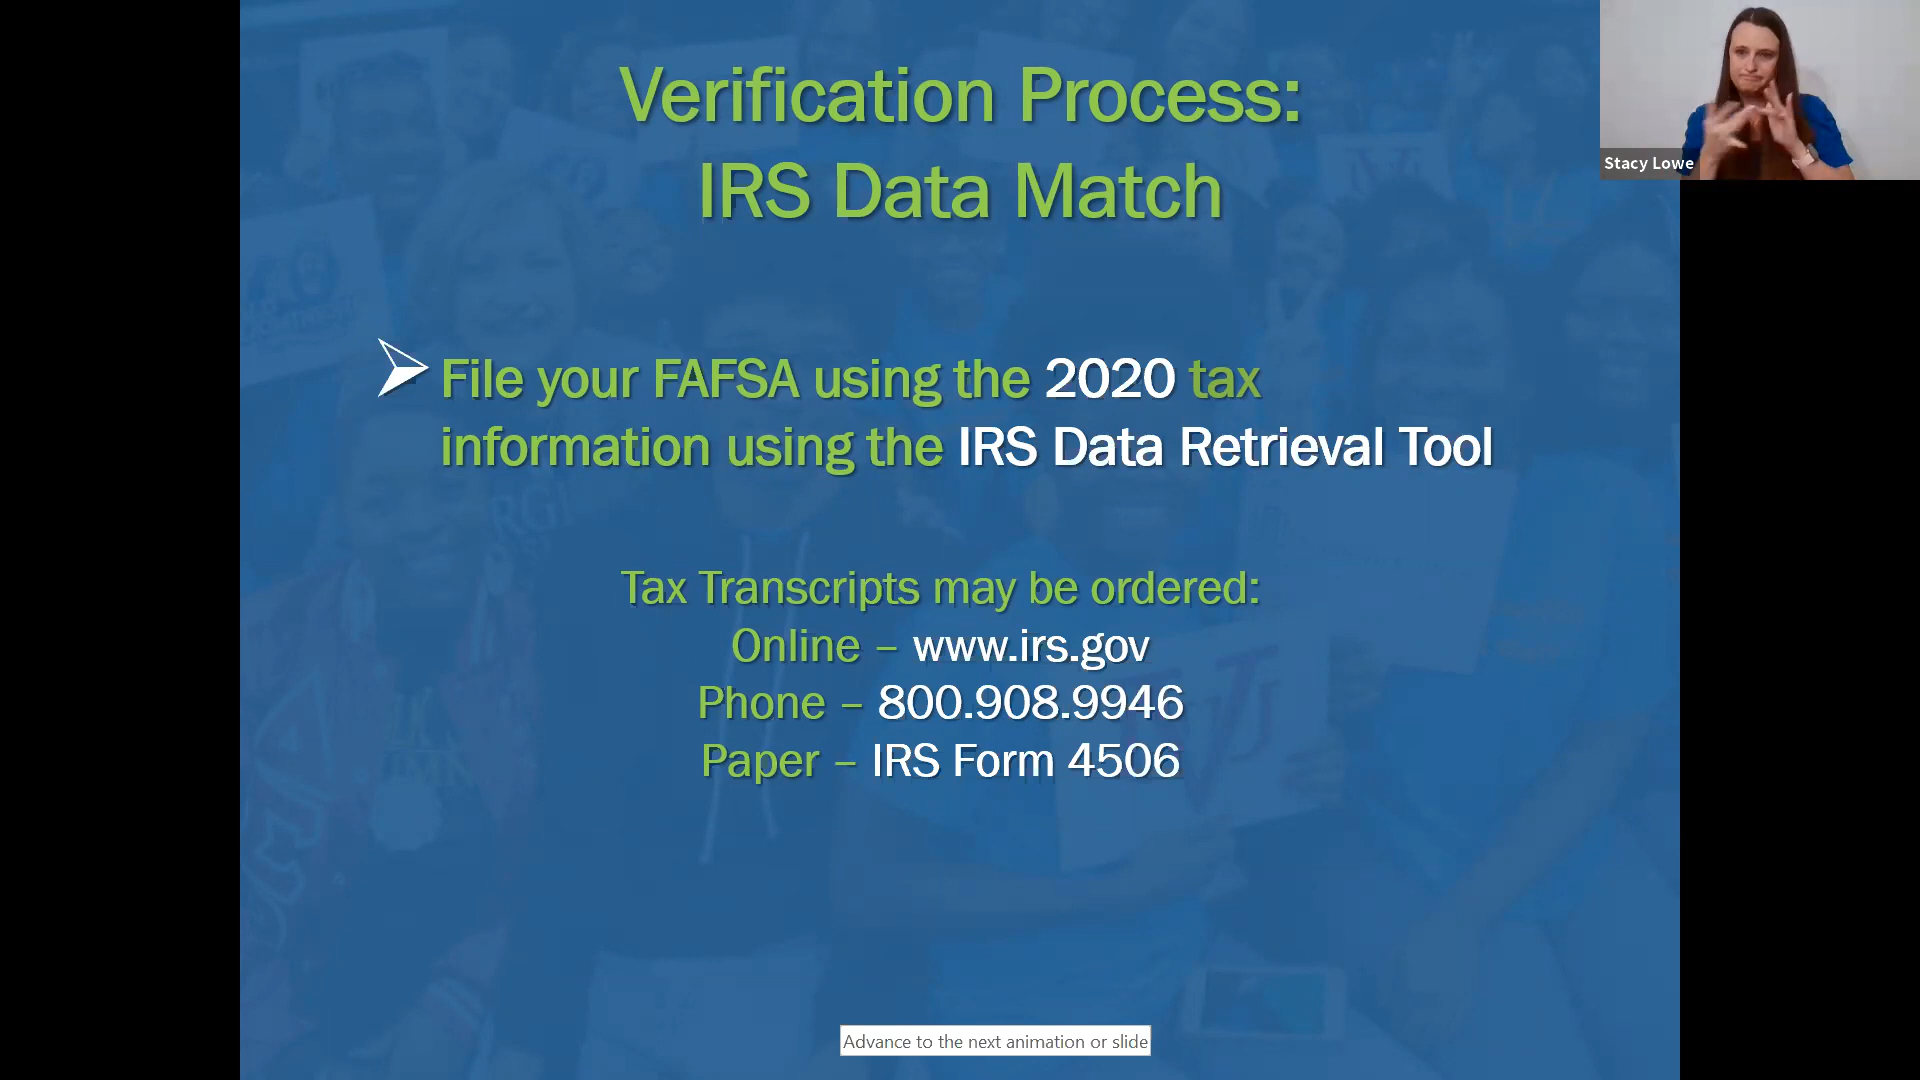 Verification Process:
IRS Data Match
Stacy Lowe
File your FAFSA using the 2020 tax
information using the IRS Data Retrieval Tool
Tax Transcripts may be ordered:
Online – www.irs.gov
Phone – 800.908.9946
Paper – IRS Form 4506
Advance to the next animation or slide